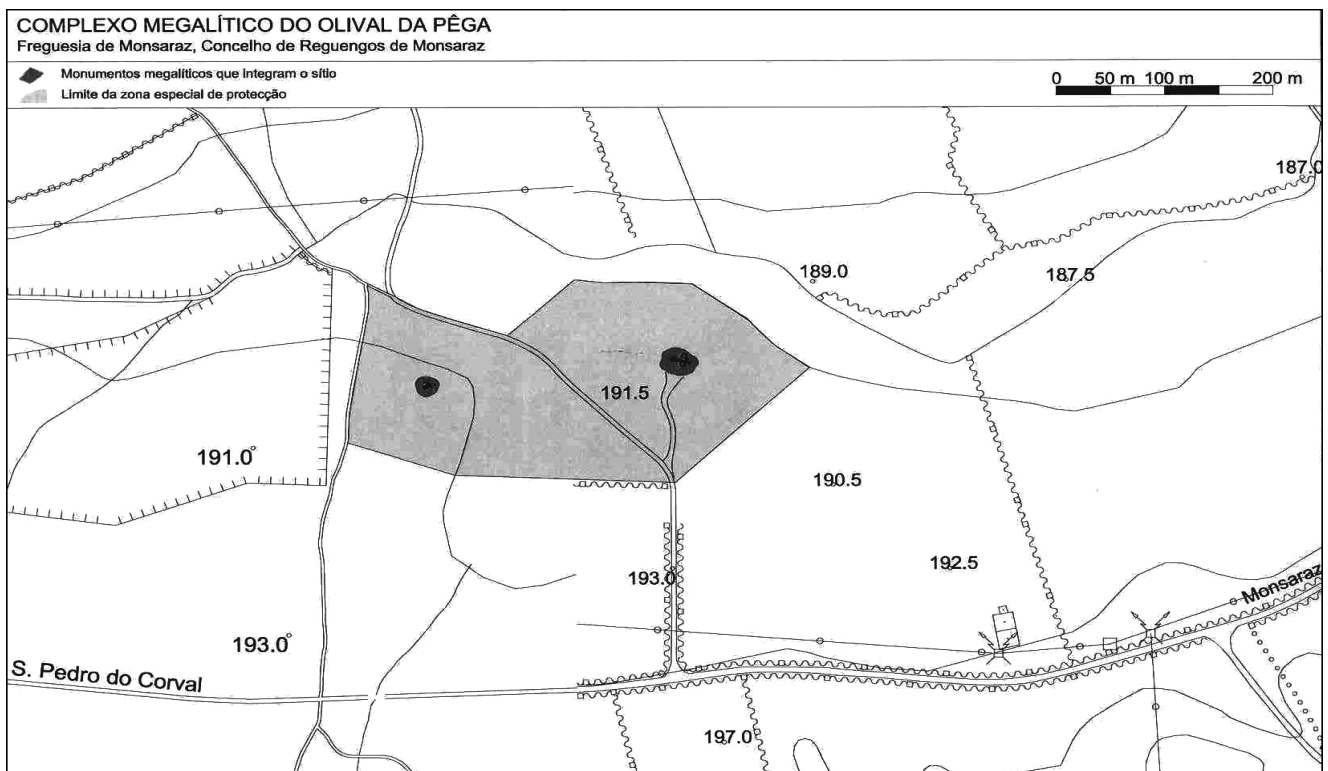 COMPLEXO MEGALÍTICO DO OLIVAL DA PÊGA
Freguesia de Monsaraz, Concelho de Reguengos de Monsaraz
Monumentos megalíticos que integram o sítio
Limite da zona especial de protecção
0 50 m 100 m 200 m
187.0
189.0
187.5
191.5
191.0
190.5
192.5
193.0
Monsaraz
193.0
S. Pedro do Corval
197.0